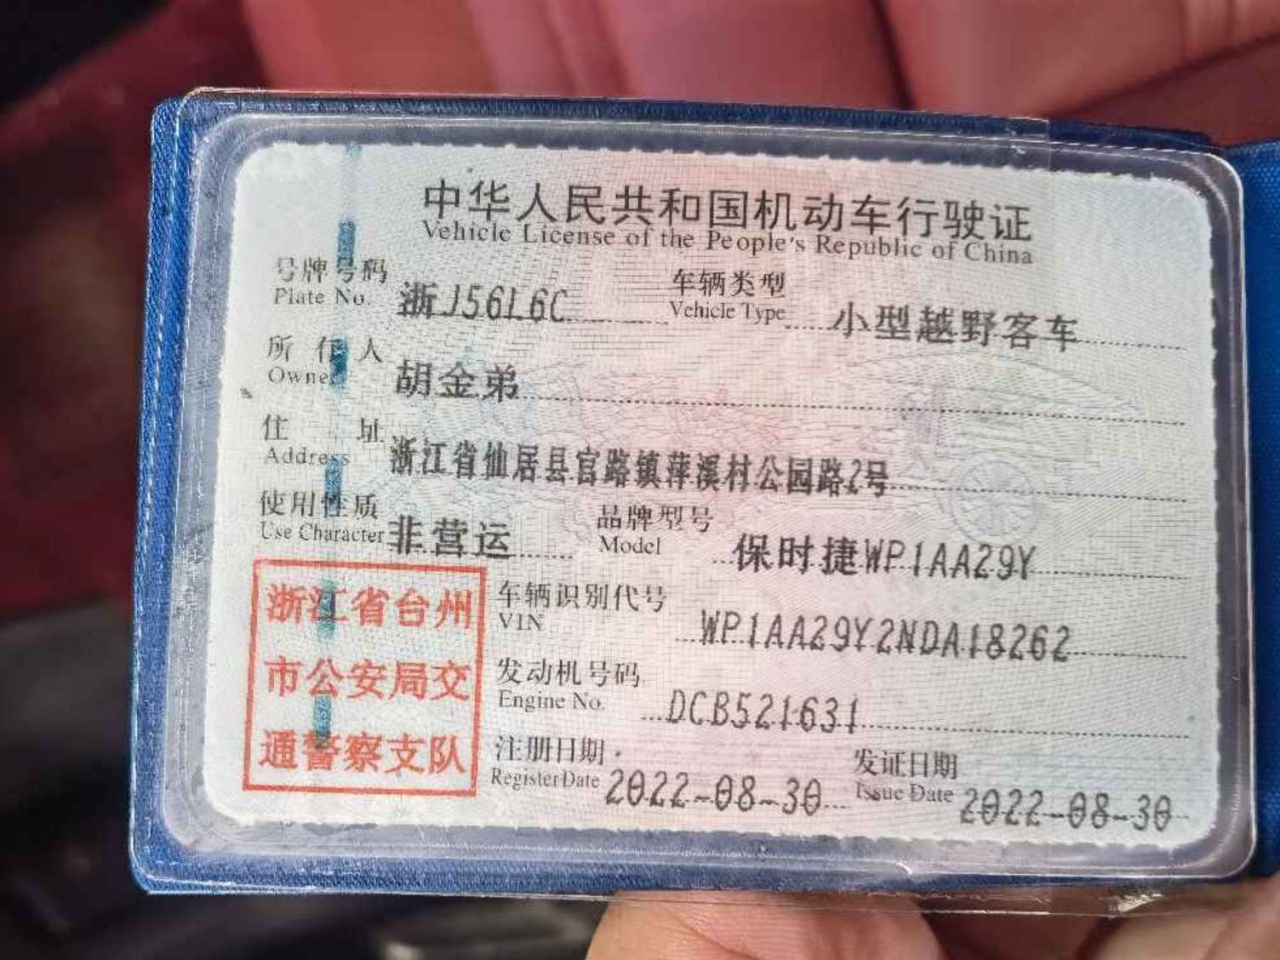 中华人民共和国机动车行驶证
Vehicle License of the People's Republic of China
号牌号码 浙J56L6C 车辆类型 小型越野客车
Plate No. Vehicle Type
所有人 胡金弟
Owner
住址 浙江省仙居县官路镇萍溪村公园路2号
Address
使用性质 非营运 品牌型号 保时捷WP1AA29Y
Use Character Model
浙江省台州
市公安局交
通警察支队
车辆识别代号 WP1AA29Y2NDA18262
VIN
发动机号码 DCB521631
Engine No.
注册日期 2022-08-30 发证日期 2022-08-30
Register Date Issue Date